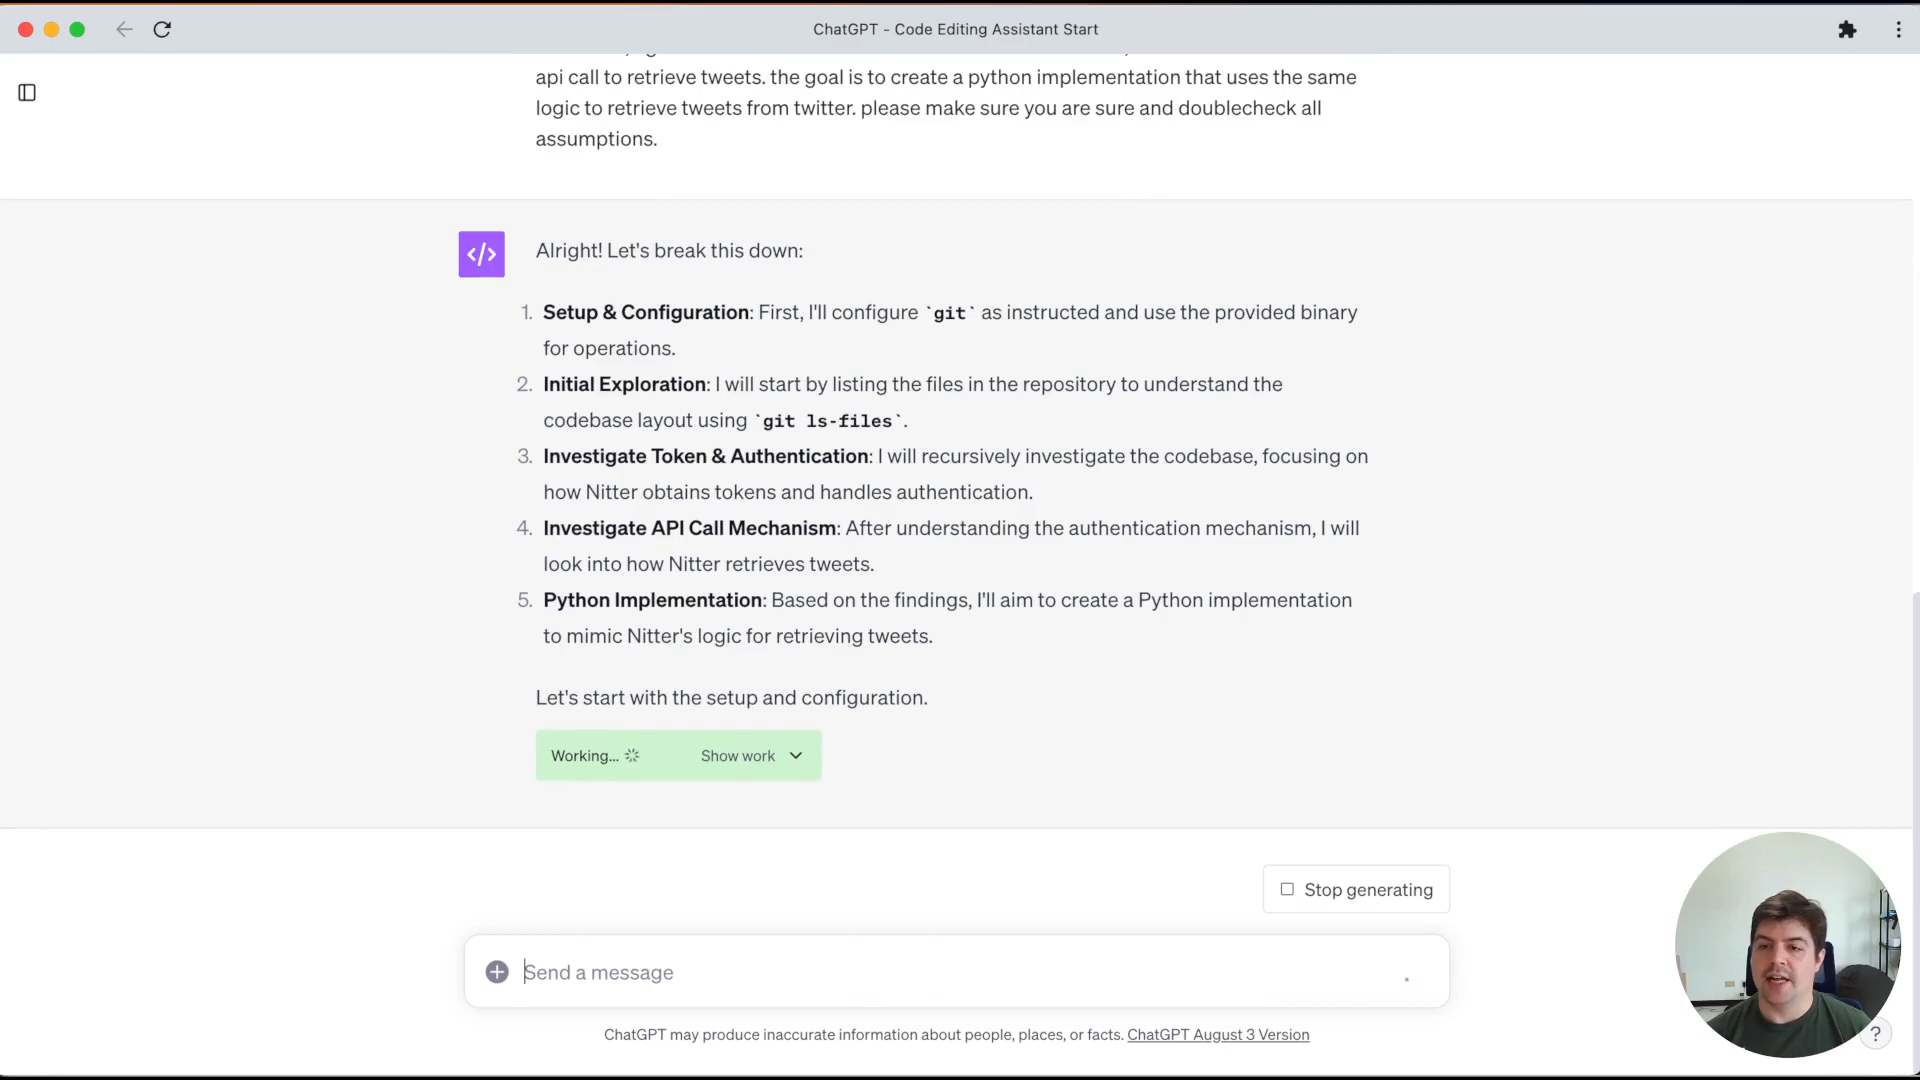 ChatGPT - Code Editing Assistant Start
api call to retrieve tweets. the goal is to create a python implementation that uses the same
logic to retrieve tweets from twitter. please make sure you are sure and doublecheck all
assumptions.
</>
Alright! Let's break this down:
1. Setup & Configuration: First, I'll configure `git` as instructed and use the provided binary
for operations.
2. Initial Exploration: I will start by listing the files in the repository to understand the
codebase layout using `git ls-files`.
3. Investigate Token & Authentication: I will recursively investigate the codebase, focusing on
how Nitter obtains tokens and handles authentication.
4. Investigate API Call Mechanism: After understanding the authentication mechanism, I will
look into how Nitter retrieves tweets.
5. Python Implementation: Based on the findings, I'll aim to create a Python implementation
to mimic Nitter's logic for retrieving tweets.
Let's start with the setup and configuration.
Working... Show work
Stop generating
Send a message
ChatGPT may produce inaccurate information about people, places, or facts. ChatGPT August 3 Version
?